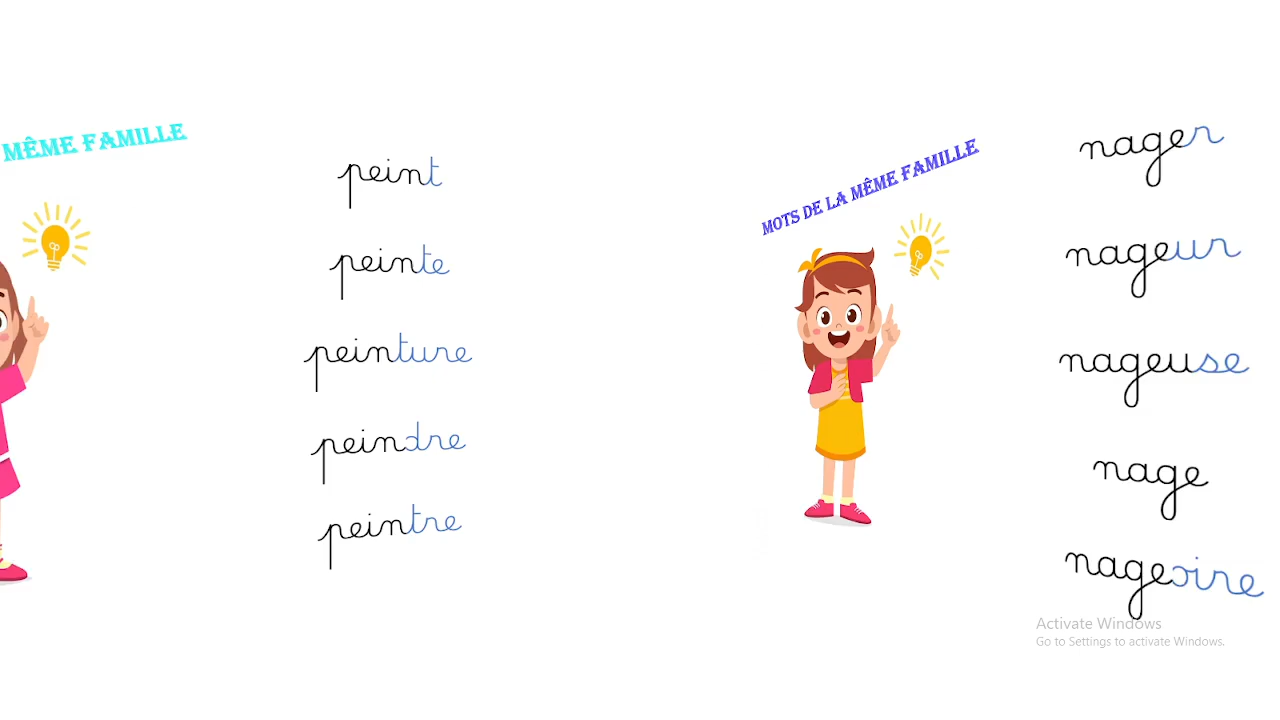 MÊME FAMILLE
peint
peinte
peinture
peindre
peintre
MOTS DE LA MÊME FAMILLE
nager
nageur
nageuse
nage
nageoire
Activate Windows
Go to Settings to activate Windows.